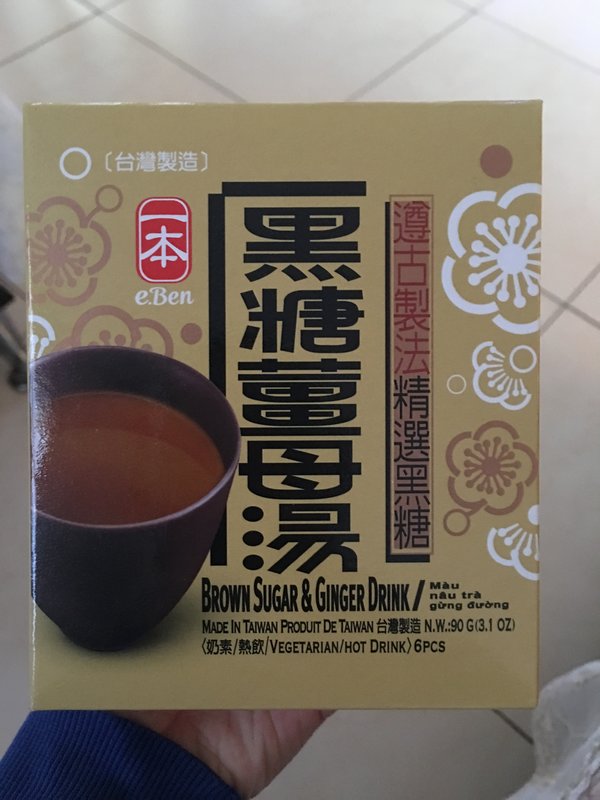 〔台灣製造〕
一本
e.Ben
黑糖薑母湯
遵古製法精選黑糖
BROWN SUGAR & GINGER DRINK / Màu nâu trà gừng đường
MADE IN TAIWAN PRODUIT DE TAIWAN 台灣製造 N.W.:90 G(3.1 OZ)
〈奶素/熱飲/VEGETARIAN/HOT DRINK〉6PCS